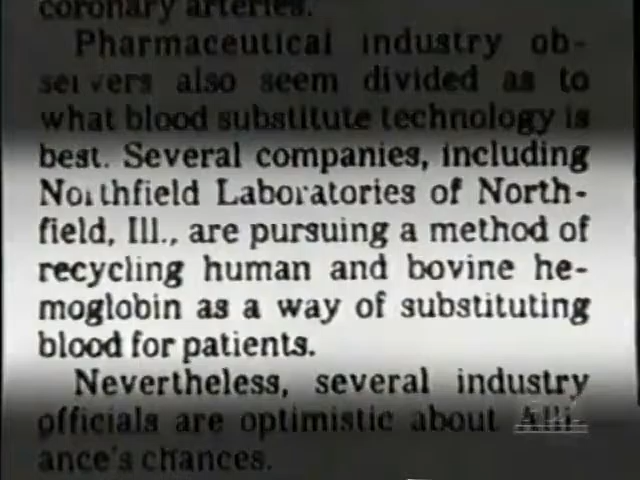 coronary arteries.
Pharmaceutical industry ob-
servers also seem divided as to
what blood substitute technology is
best. Several companies, including
Northfield Laboratories of North-
field, Ill., are pursuing a method of
recycling human and bovine he-
moglobin as a way of substituting
blood for patients.
Nevertheless, several industry
officials are optimistic about Alli-
ance's chances.